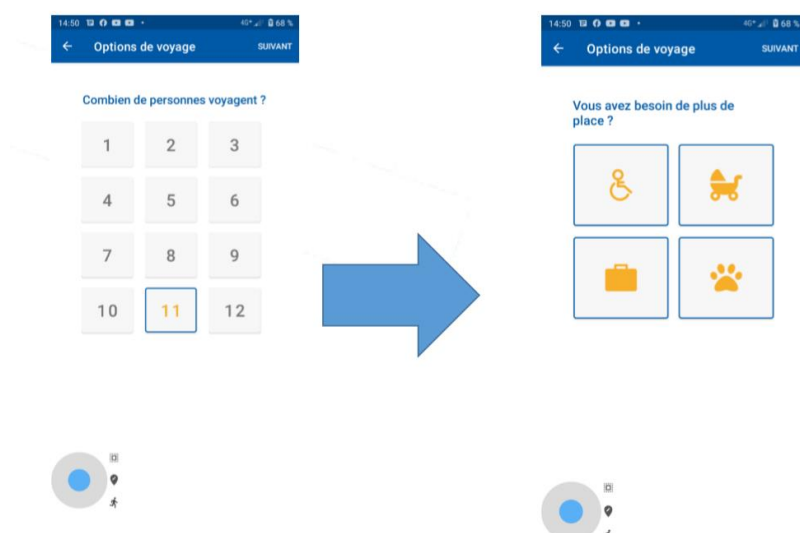 14:50
4G+ 68 %
Options de voyage SUIVANT
Combien de personnes voyagent ?
1 2 3
4 5 6
7 8 9
10 11 12
14:50
4G+ 68 %
Options de voyage SUIVANT
Vous avez besoin de plus de
place ?